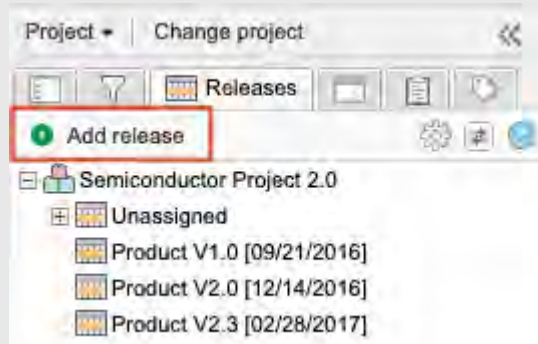 Project Change project
Releases
Add release
Semiconductor Project 2.0
Unassigned
Product V1.0 [09/21/2016]
Product V2.0 [12/14/2016]
Product V2.3 [02/28/2017]